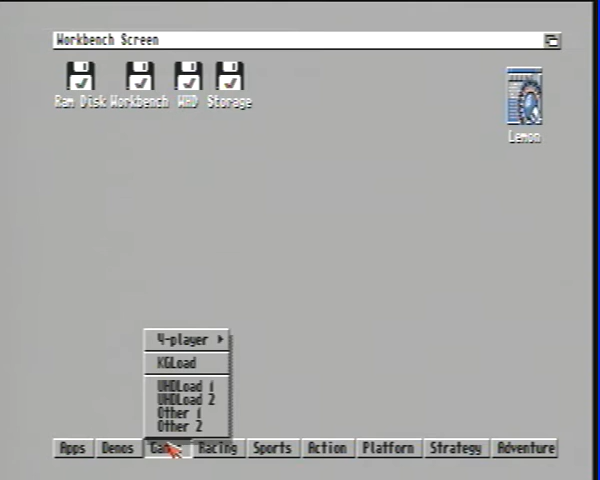 Workbench Screen
Ram Disk Workbench WHD Storage
Lemon
4-player
KGLoad
WHDLoad 1
WHDLoad 2
Other 1
Other 2
Apps Demos Racing Sports Action Platform Strategy Adventure